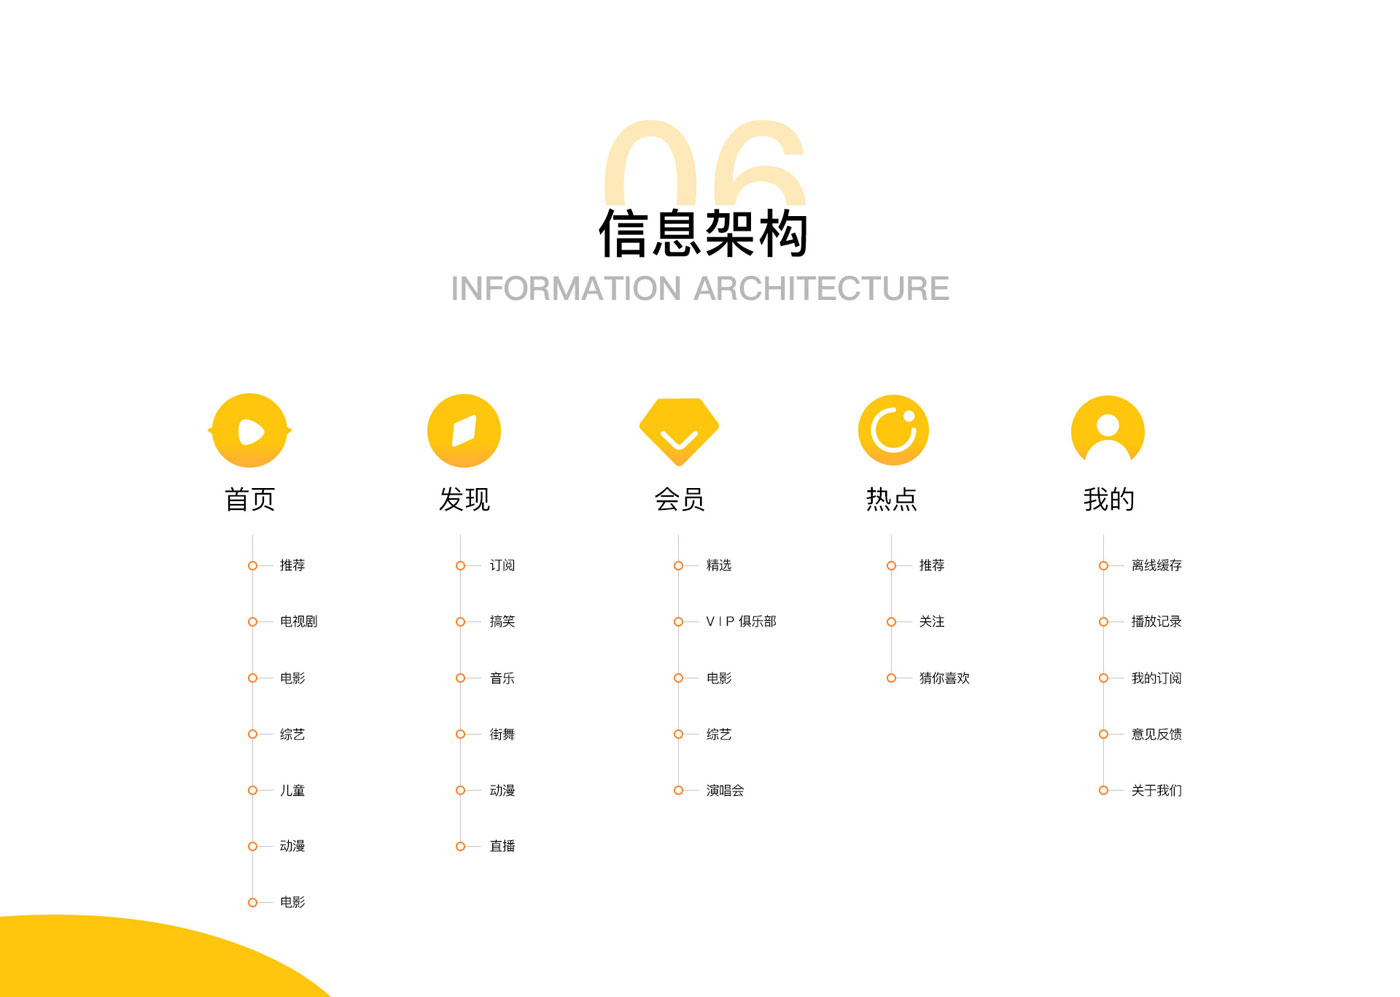 06
信息架构
INFORMATION ARCHITECTURE
首页
推荐
电视剧
电影
综艺
儿童
动漫
电影
发现
订阅
搞笑
音乐
街舞
动漫
直播
会员
精选
VIP 俱乐部
电影
综艺
演唱会
热点
推荐
关注
猜你喜欢
我的
离线缓存
播放记录
我的订阅
意见反馈
关于我们